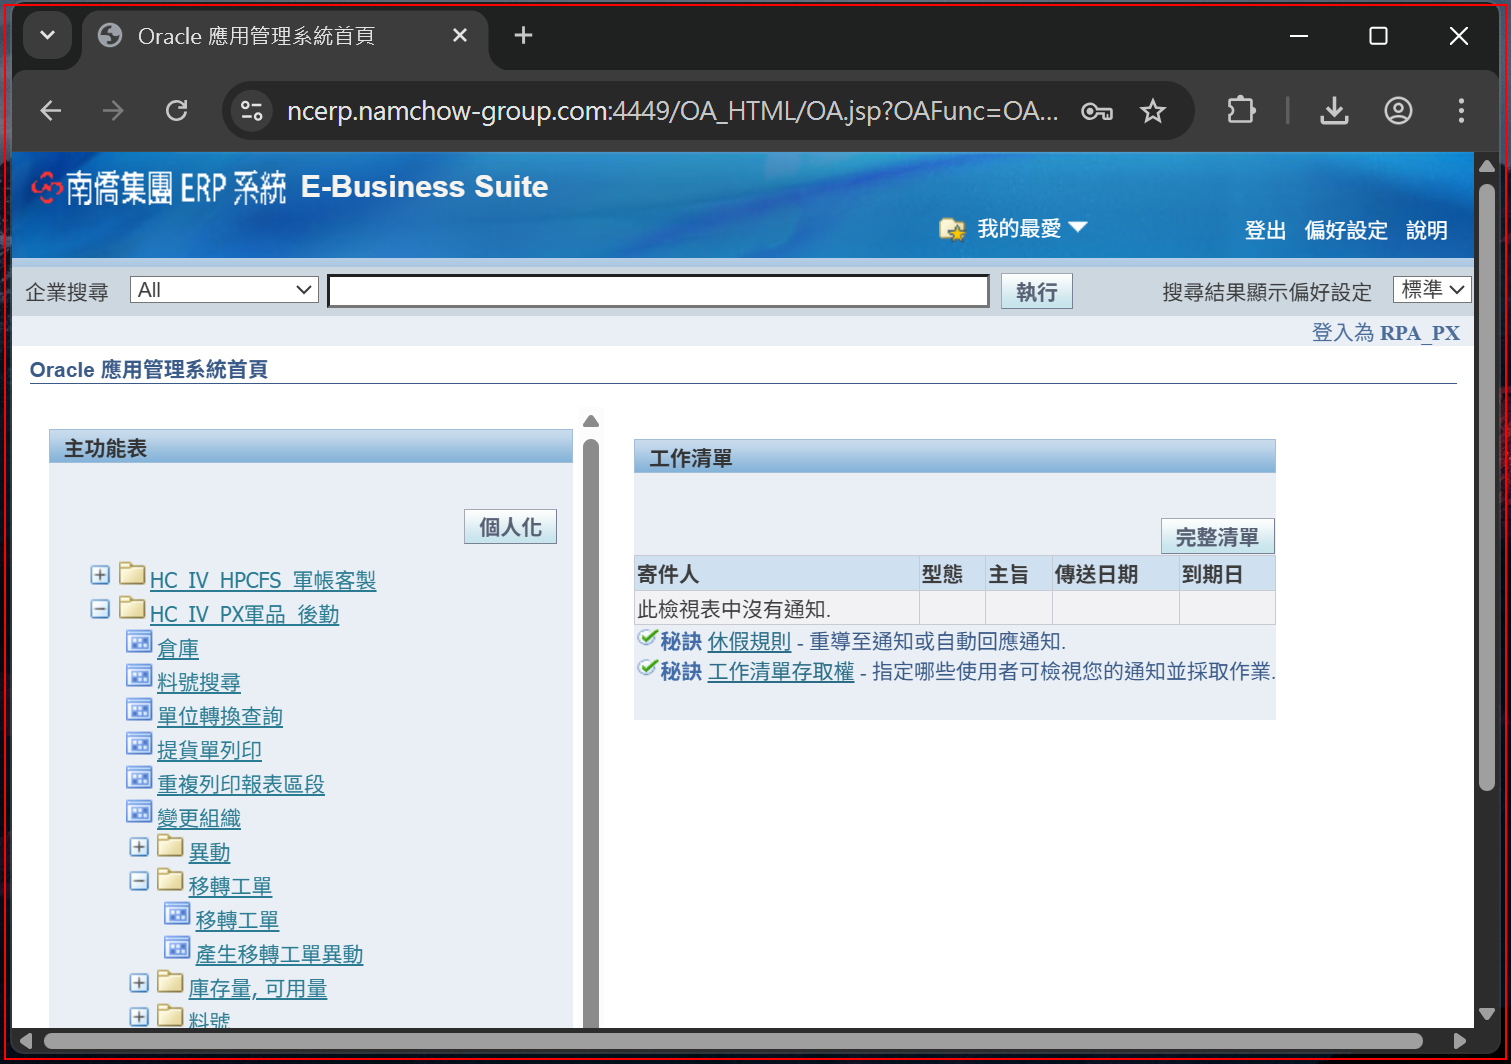 Oracle 應用管理系統首頁
ncerp.namchow-group.com:4449/OA_HTML/OA.jsp?OAFunc=OA...
南僑集團 ERP 系統 E-Business Suite
我的最愛
登出 偏好設定 說明
企業搜尋 All 執行 搜尋結果顯示偏好設定 標準
登入為 RPA_PX
Oracle 應用管理系統首頁
主功能表
個人化
HC_IV_HPCFS_軍帳客製
HC_IV_PX軍品_後勤
倉庫
料號搜尋
單位轉換查詢
提貨單列印
重複列印報表區段
變更組織
異動
移轉工單
移轉工單
產生移轉工單異動
庫存量, 可用量
料號
工作清單
完整清單
寄件人 型態 主旨 傳送日期 到期日
此檢視表中沒有通知.
秘訣 休假規則 - 重導至通知或自動回應通知.
秘訣 工作清單存取權 - 指定哪些使用者可檢視您的通知並採取作業.